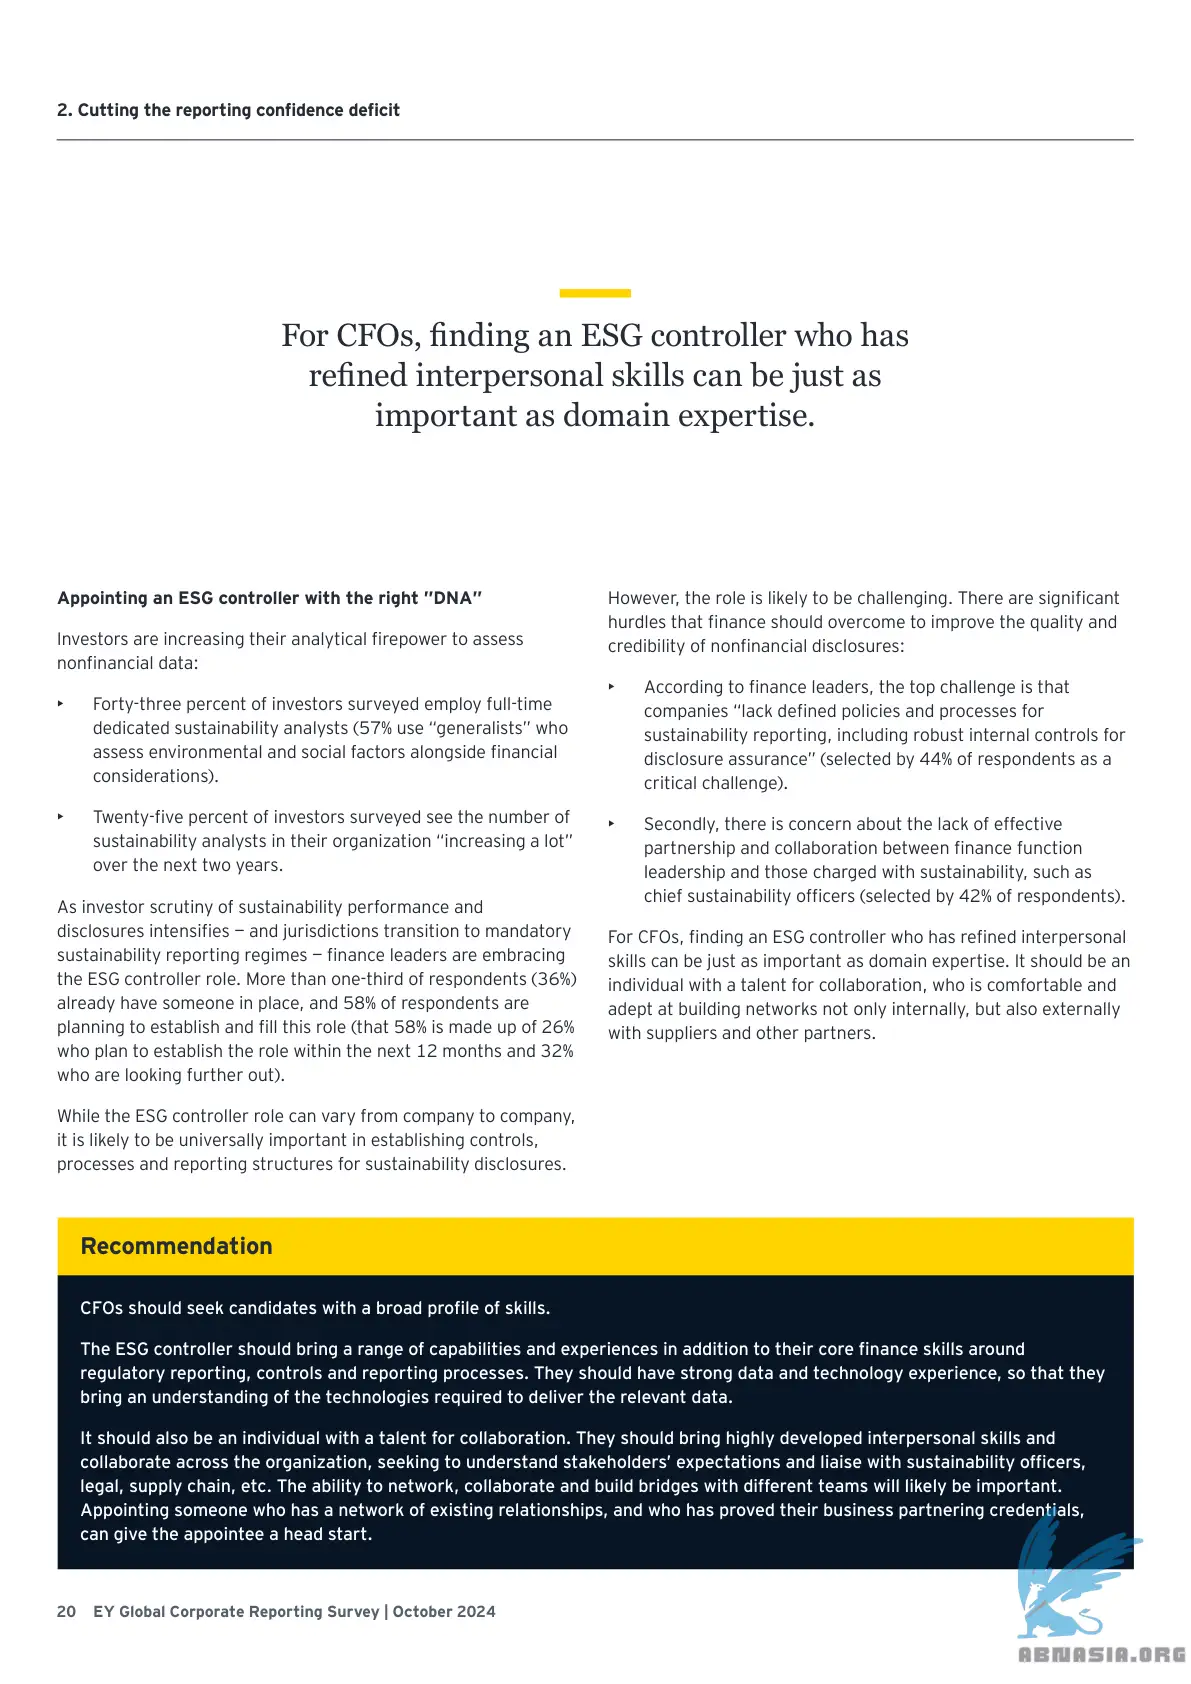 2. Cutting the reporting confidence deficit
For CFOs, finding an ESG controller who has
refined interpersonal skills can be just as
important as domain expertise.
Appointing an ESG controller with the right "DNA"
Investors are increasing their analytical firepower to assess
nonfinancial data:
‣ Forty-three percent of investors surveyed employ full-time
dedicated sustainability analysts (57% use “generalists” who
assess environmental and social factors alongside financial
considerations).
‣ Twenty-five percent of investors surveyed see the number of
sustainability analysts in their organization “increasing a lot”
over the next two years.
As investor scrutiny of sustainability performance and
disclosures intensifies – and jurisdictions transition to mandatory
sustainability reporting regimes – finance leaders are embracing
the ESG controller role. More than one-third of respondents (36%)
already have someone in place, and 58% of respondents are
planning to establish and fill this role (that 58% is made up of 26%
who plan to establish the role within the next 12 months and 32%
who are looking further out).
While the ESG controller role can vary from company to company,
it is likely to be universally important in establishing controls,
processes and reporting structures for sustainability disclosures.
However, the role is likely to be challenging. There are significant
hurdles that finance should overcome to improve the quality and
credibility of nonfinancial disclosures:
‣ According to finance leaders, the top challenge is that
companies “lack defined policies and processes for
sustainability reporting, including robust internal controls for
disclosure assurance” (selected by 44% of respondents as a
critical challenge).
‣ Secondly, there is concern about the lack of effective
partnership and collaboration between finance function
leadership and those charged with sustainability, such as
chief sustainability officers (selected by 42% of respondents).
For CFOs, finding an ESG controller who has refined interpersonal
skills can be just as important as domain expertise. It should be an
individual with a talent for collaboration, who is comfortable and
adept at building networks not only internally, but also externally
with suppliers and other partners.
Recommendation
CFOs should seek candidates with a broad profile of skills.
The ESG controller should bring a range of capabilities and experiences in addition to their core finance skills around
regulatory reporting, controls and reporting processes. They should have strong data and technology experience, so that they
bring an understanding of the technologies required to deliver the relevant data.
It should also be an individual with a talent for collaboration. They should bring highly developed interpersonal skills and
collaborate across the organization, seeking to understand stakeholders’ expectations and liaise with sustainability officers,
legal, supply chain, etc. The ability to network, collaborate and build bridges with different teams will likely be important.
Appointing someone who has a network of existing relationships, and who has proved their business partnering credentials,
can give the appointee a head start.
20 EY Global Corporate Reporting Survey | October 2024
ABNASIA.ORG